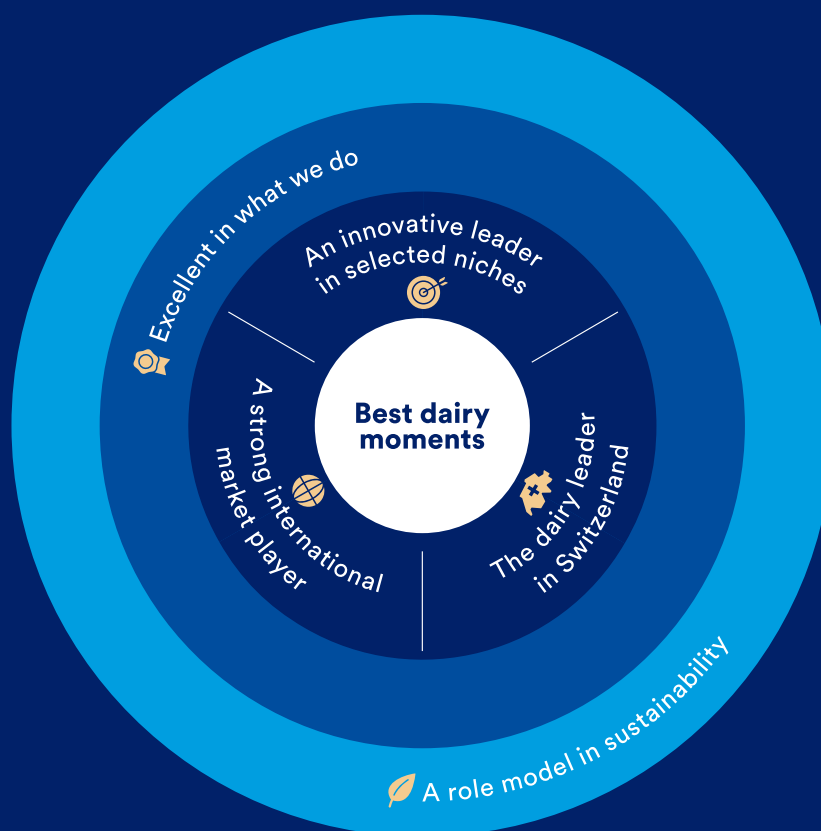 Excellent in what we do
An innovative leader
in selected niches
Best dairy
moments
A strong international
market player
The dairy leader
in Switzerland
A role model in sustainability